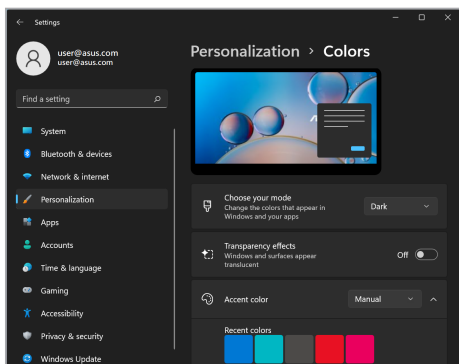 Settings
user@asus.com
user@asus.com
Find a setting
System
Bluetooth & devices
Network & internet
Personalization
Apps
Accounts
Time & language
Gaming
Accessibility
Privacy & security
Windows Update
Personalization > Colors
Choose your mode
Change the colors that appear in
Windows and your apps
Dark
Transparency effects
Windows and surfaces appear
translucent
Off
Accent color
Manual
Recent colors